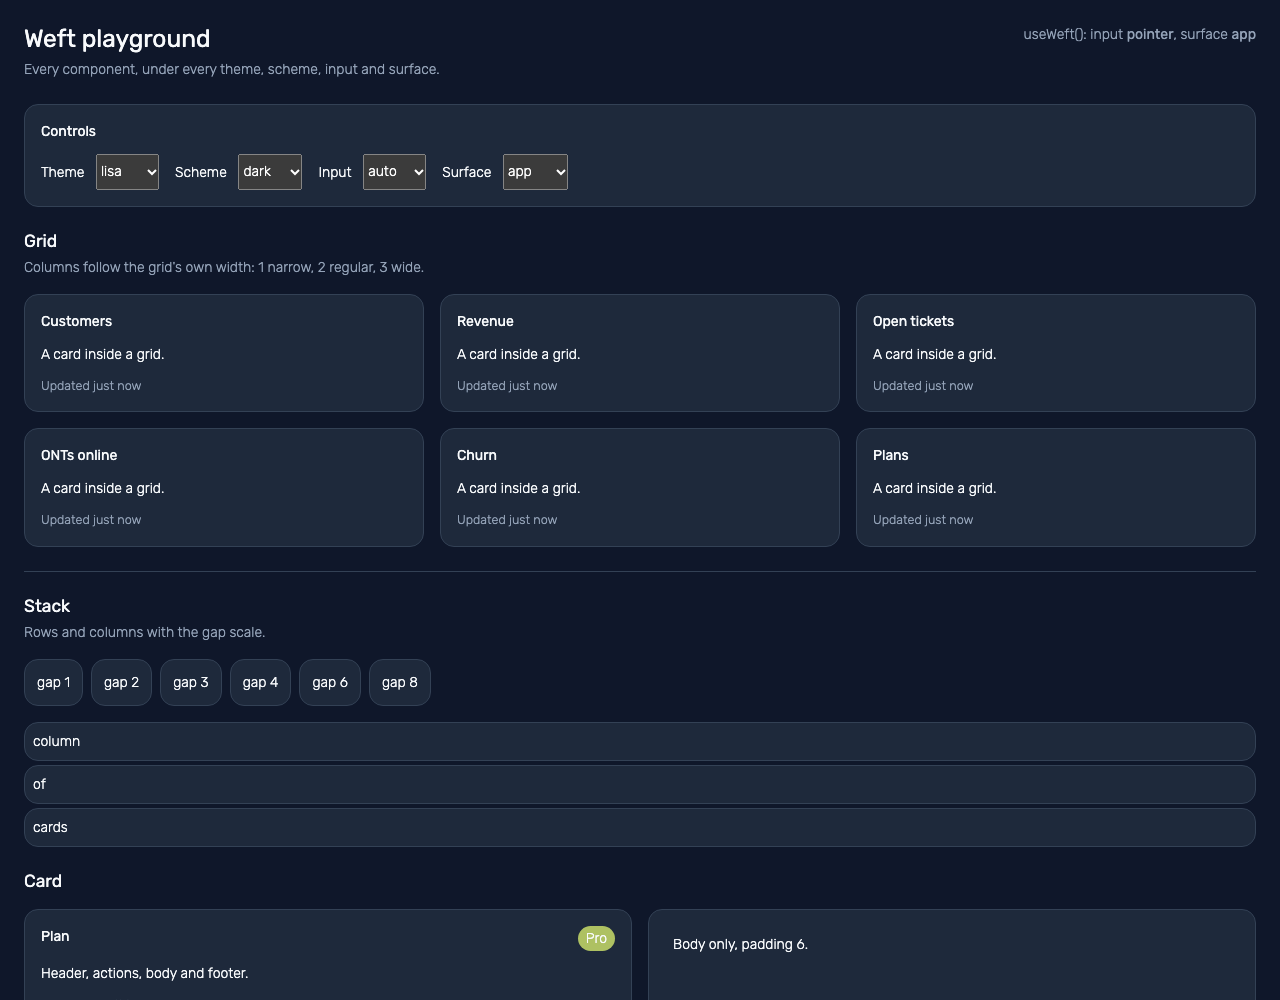 Weft playground
useWeft(): input pointer, surface app
Every component, under every theme, scheme, input and surface.
Controls
Theme lisa Scheme dark Input auto Surface app
Grid
Columns follow the grid's own width: 1 narrow, 2 regular, 3 wide.
Customers Revenue Open tickets
A card inside a grid. A card inside a grid. A card inside a grid.
Updated just now Updated just now Updated just now
ONTs online Churn Plans
A card inside a grid. A card inside a grid. A card inside a grid.
Updated just now Updated just now Updated just now
Stack
Rows and columns with the gap scale.
gap 1 gap 2 gap 3 gap 4 gap 6 gap 8
column
of
cards
Card
Plan Pro
Header, actions, body and footer.
Body only, padding 6.